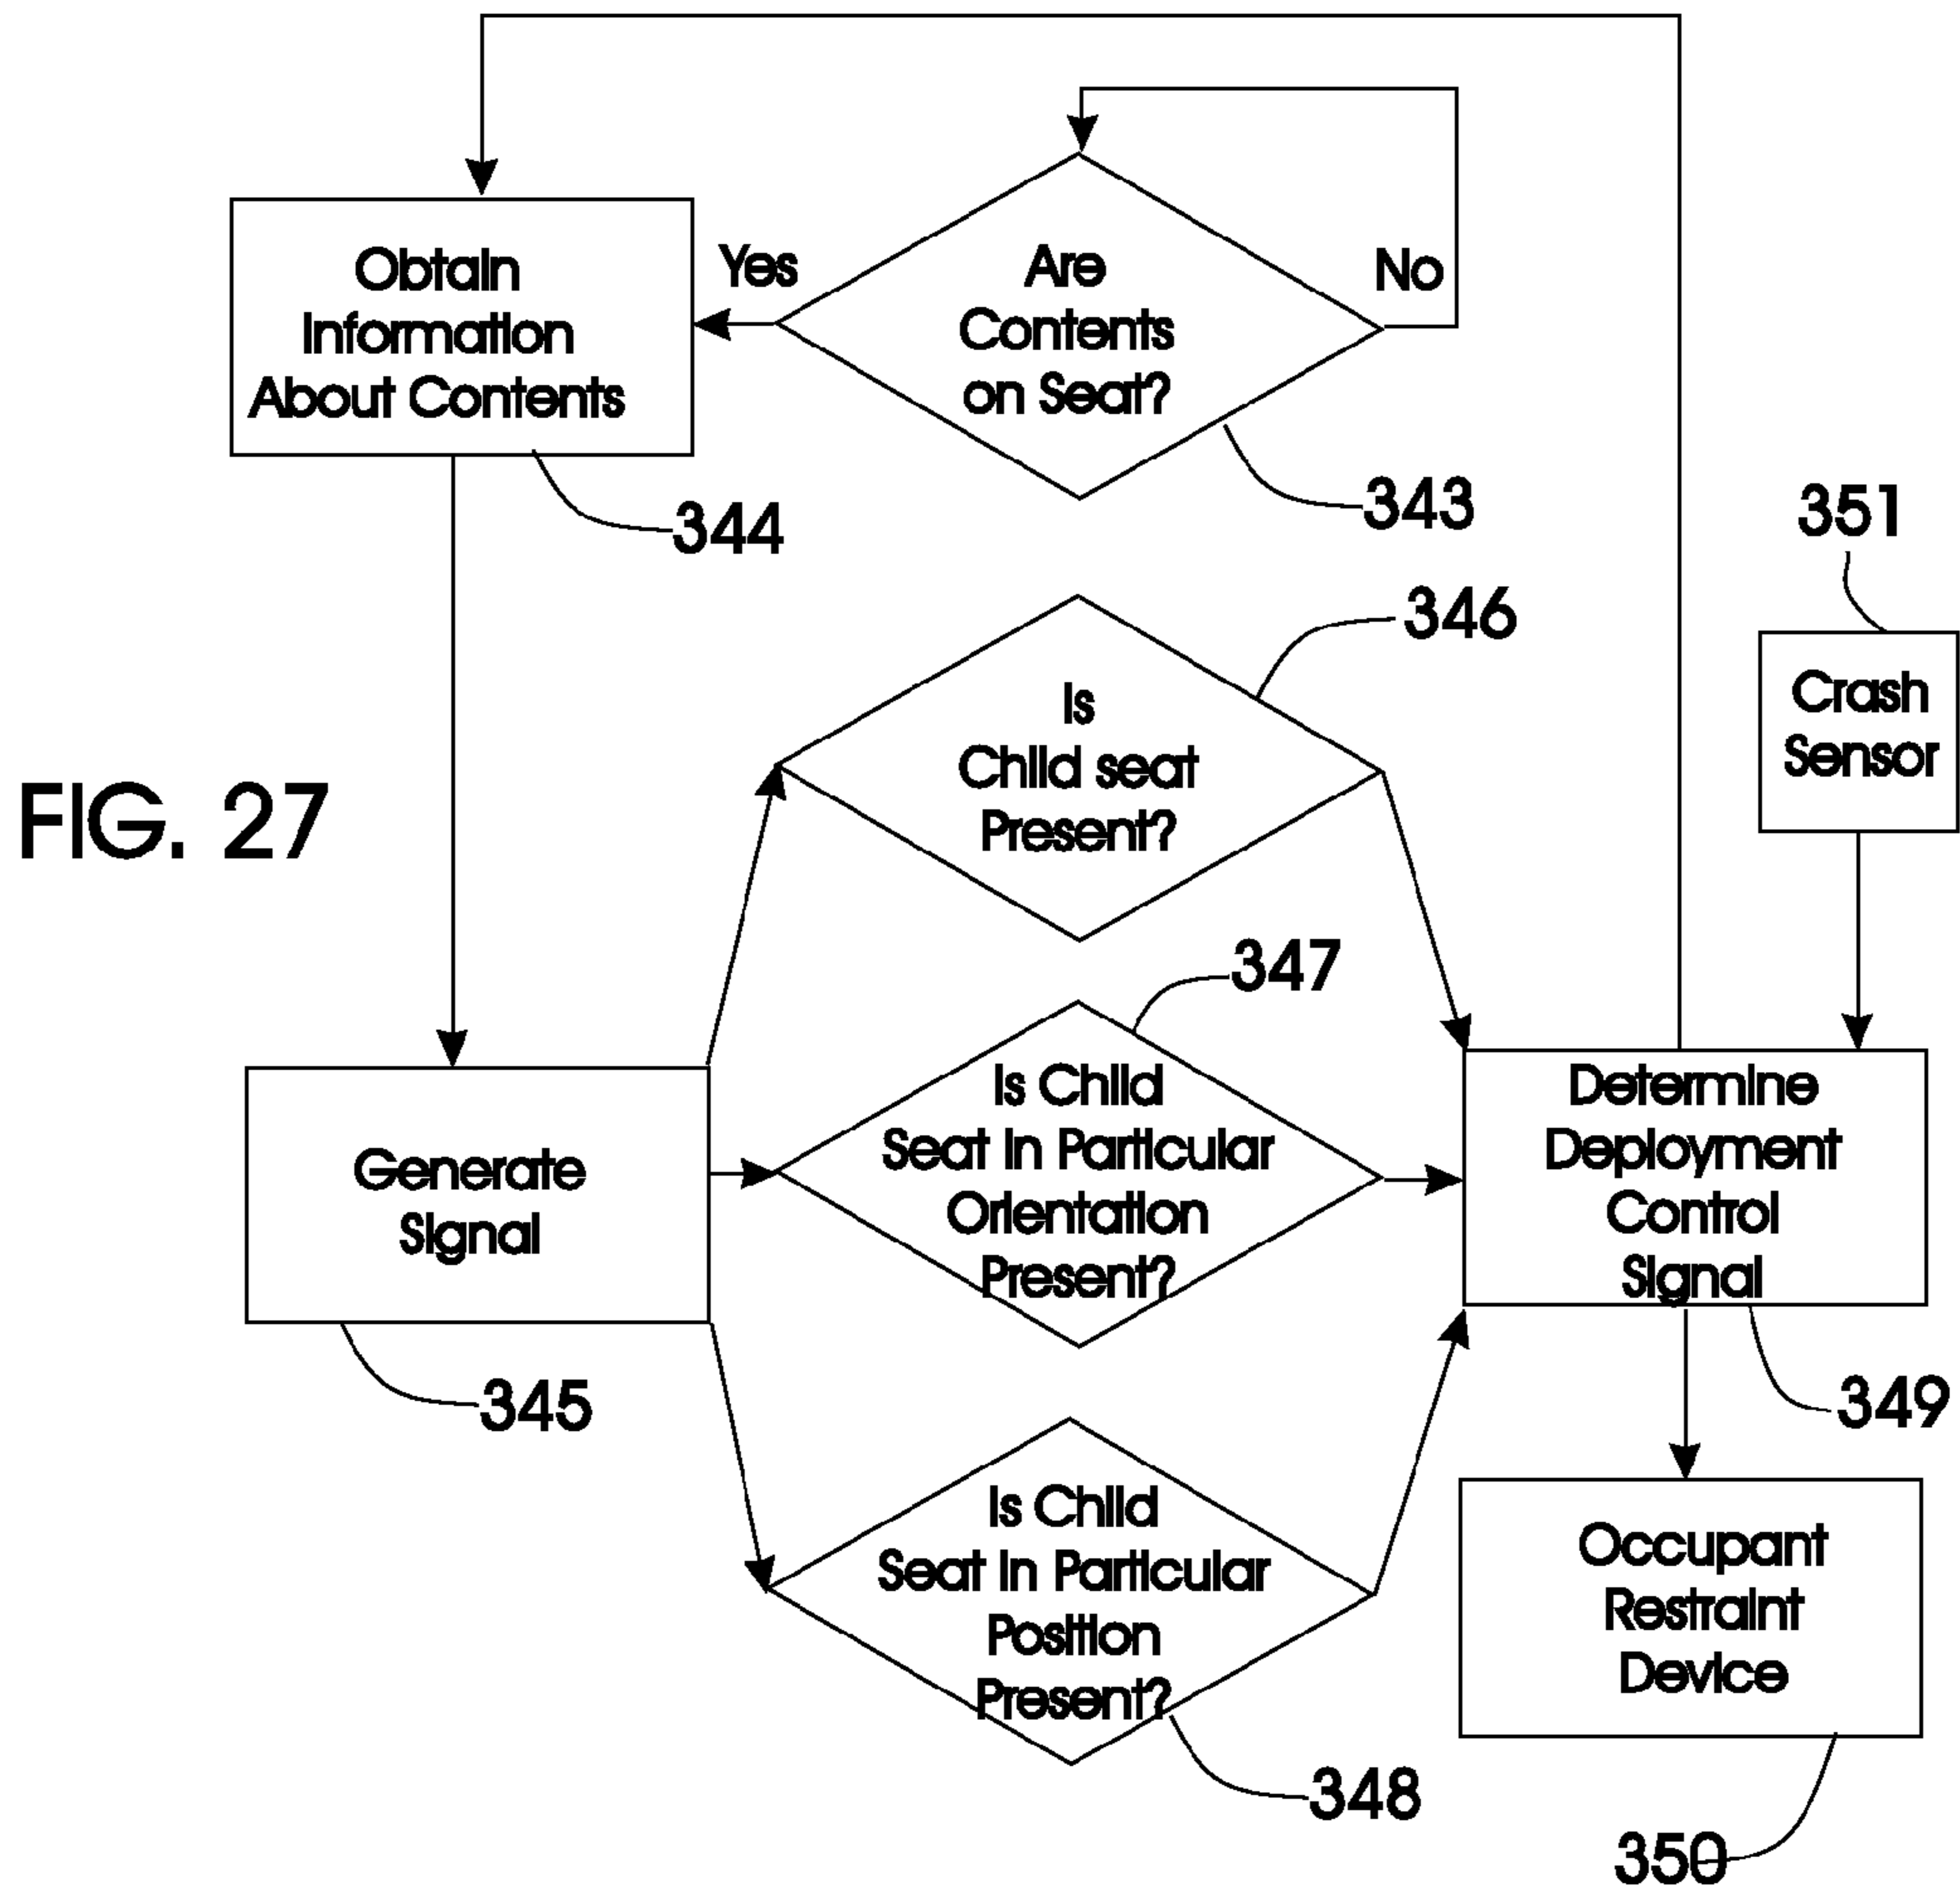 Obtain
Information
About Contents
344
Yes
Are
Contents
on Seat?
No
343
351
Crash
Sensor
346
Is
Child seat
Present?
FIG. 27
347
Is Child
Seat In Particular
Orientation
Present?
Generate
Signal
345
Determine
Deployment
Control
Signal
349
Is Child
Seat In Particular
Position
Present?
348
Occupant
Restraint
Device
350